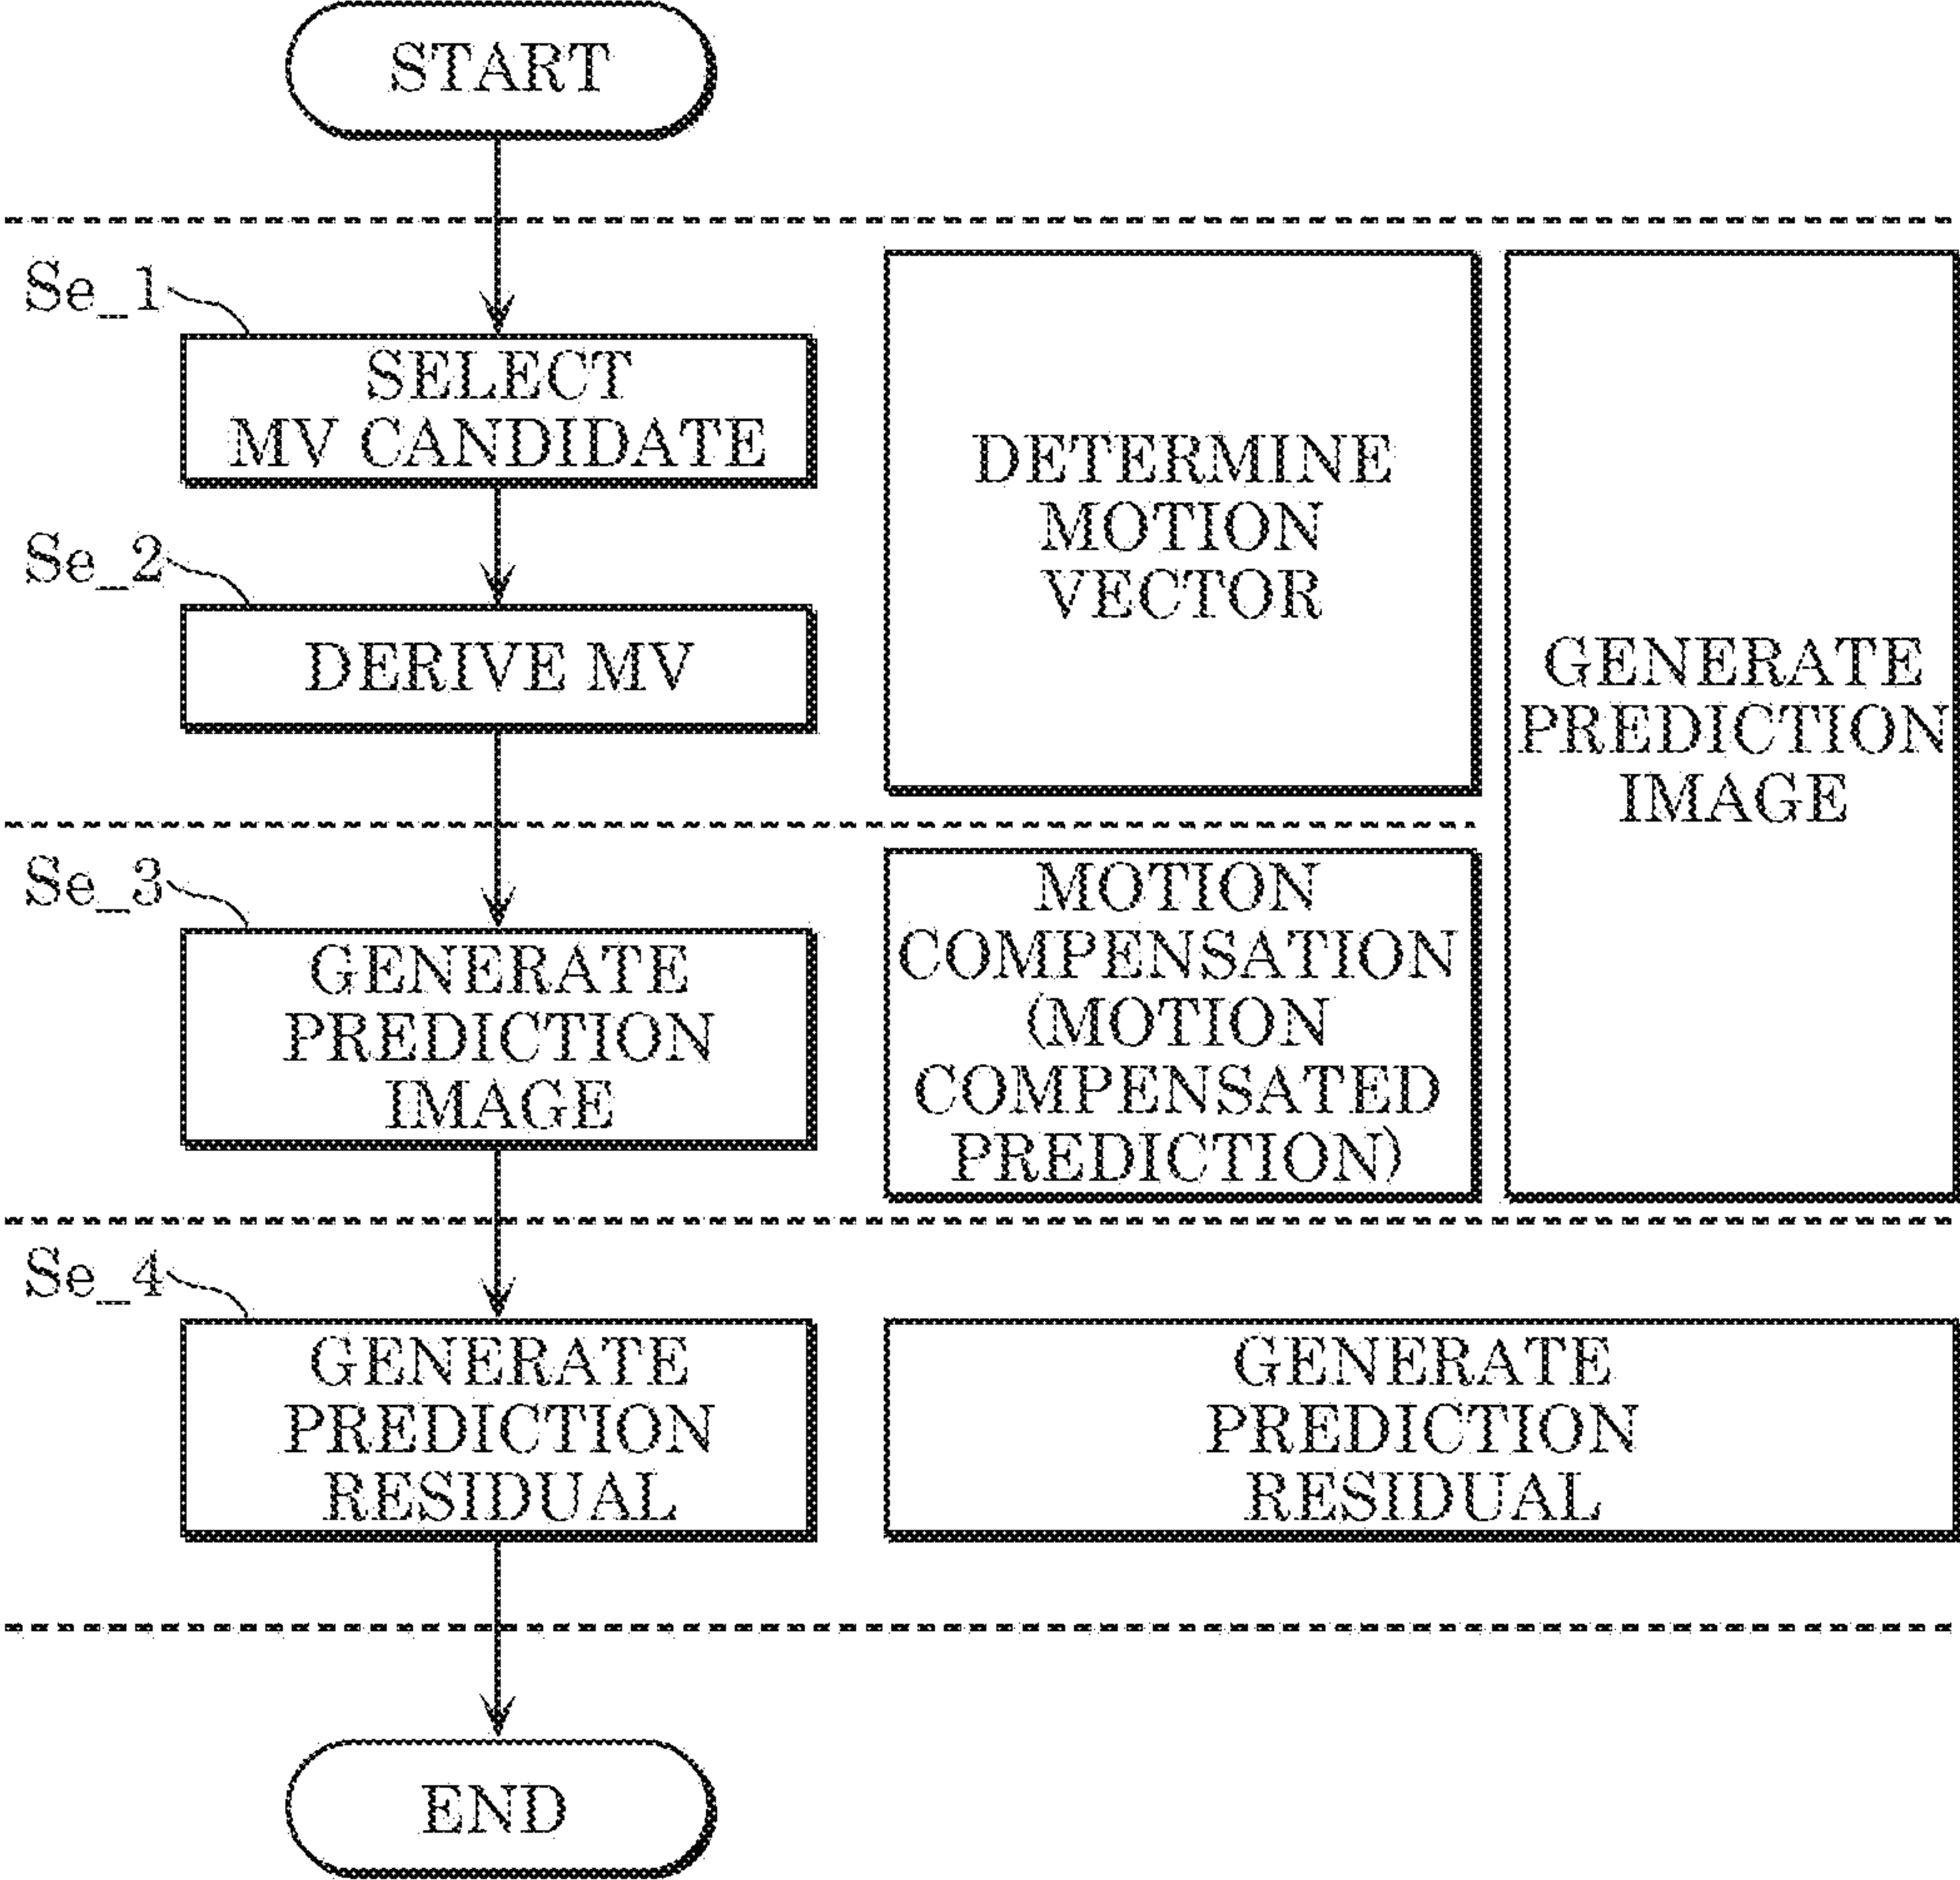 START
Se_1
SELECT
MV CANDIDATE
Se_2
DERIVE MV
DETERMINE
MOTION
VECTOR
GENERATE
PREDICTION
IMAGE
Se_3
GENERATE
PREDICTION
IMAGE
MOTION
COMPENSATION
(MOTION
COMPENSATED
PREDICTION)
Se_4
GENERATE
PREDICTION
RESIDUAL
GENERATE
PREDICTION
RESIDUAL
END